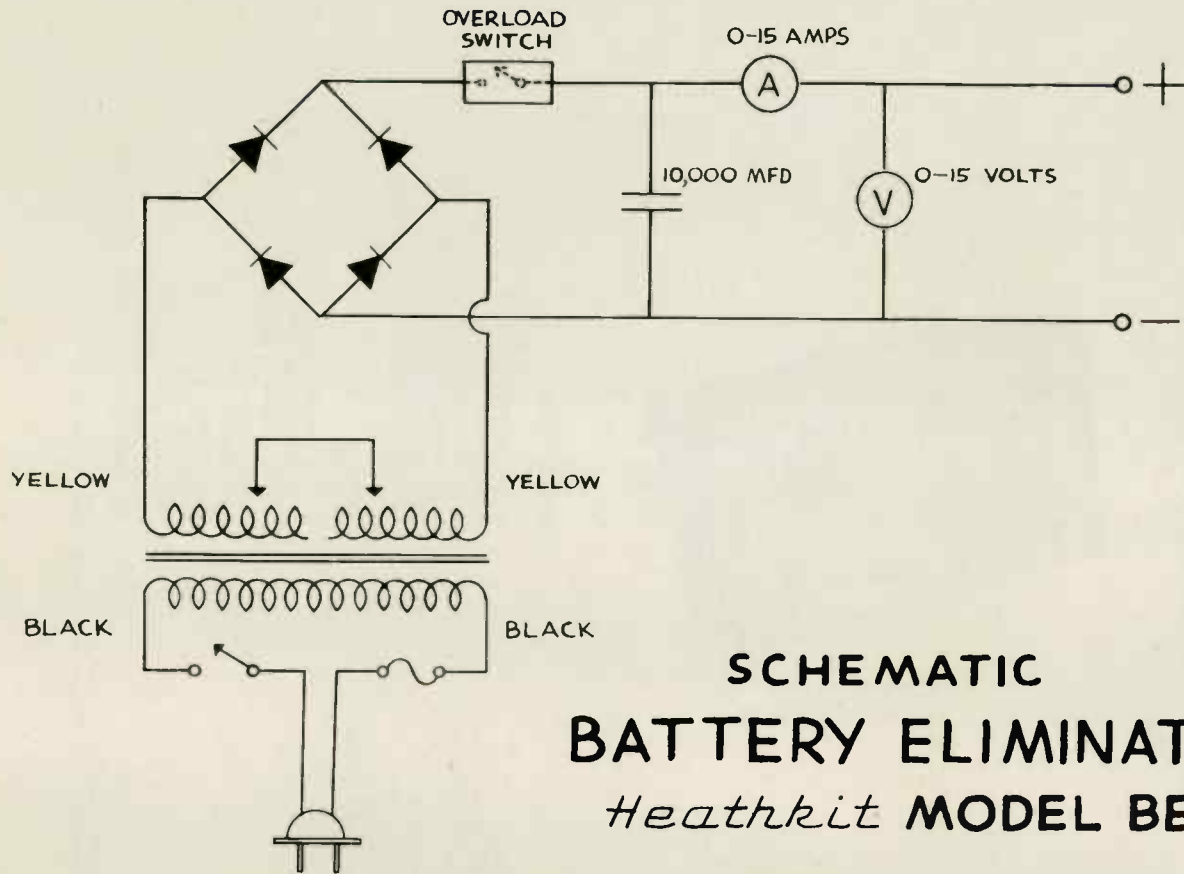 OVERLOAD
SWITCH
0-15 AMPS
A
+
10,000 MFD
0-15 VOLTS
V
−
YELLOW
YELLOW
BLACK
BLACK
SCHEMATIC
BATTERY ELIMINAT
Heathkit MODEL BE